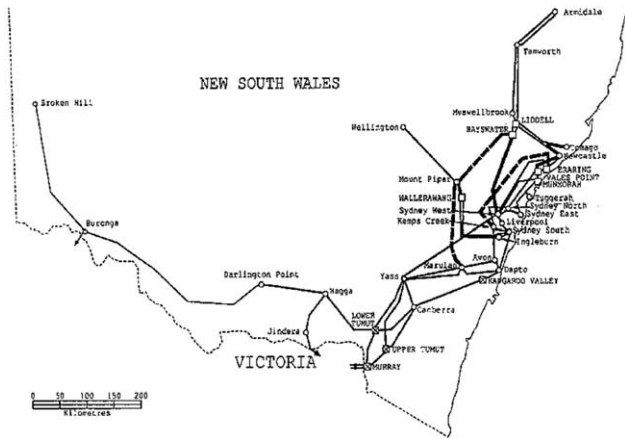 Armidale
Tamworth
NEW SOUTH WALES
Broken Hill
Muswellbrook
LIDDELL
Wellington
BAYSWATER
Tomago
Newcastle
ERARING
VALES POINT
MUNMORAH
Mount Piper
WALLERAWANG
Tuggerah
Sydney North
Sydney West
Sydney East
Kemps Creek
Liverpool
Sydney South
Ingleburn
Buronga
Avon
Marulan
Dapto
Yass
KANGAROO VALLEY
Darlington Point
Wagga
Canberra
LOWER
TUMUT
Jindera
UPPER TUMUT
VICTORIA
MURRAY
0 50 100 150 200
Kilometres